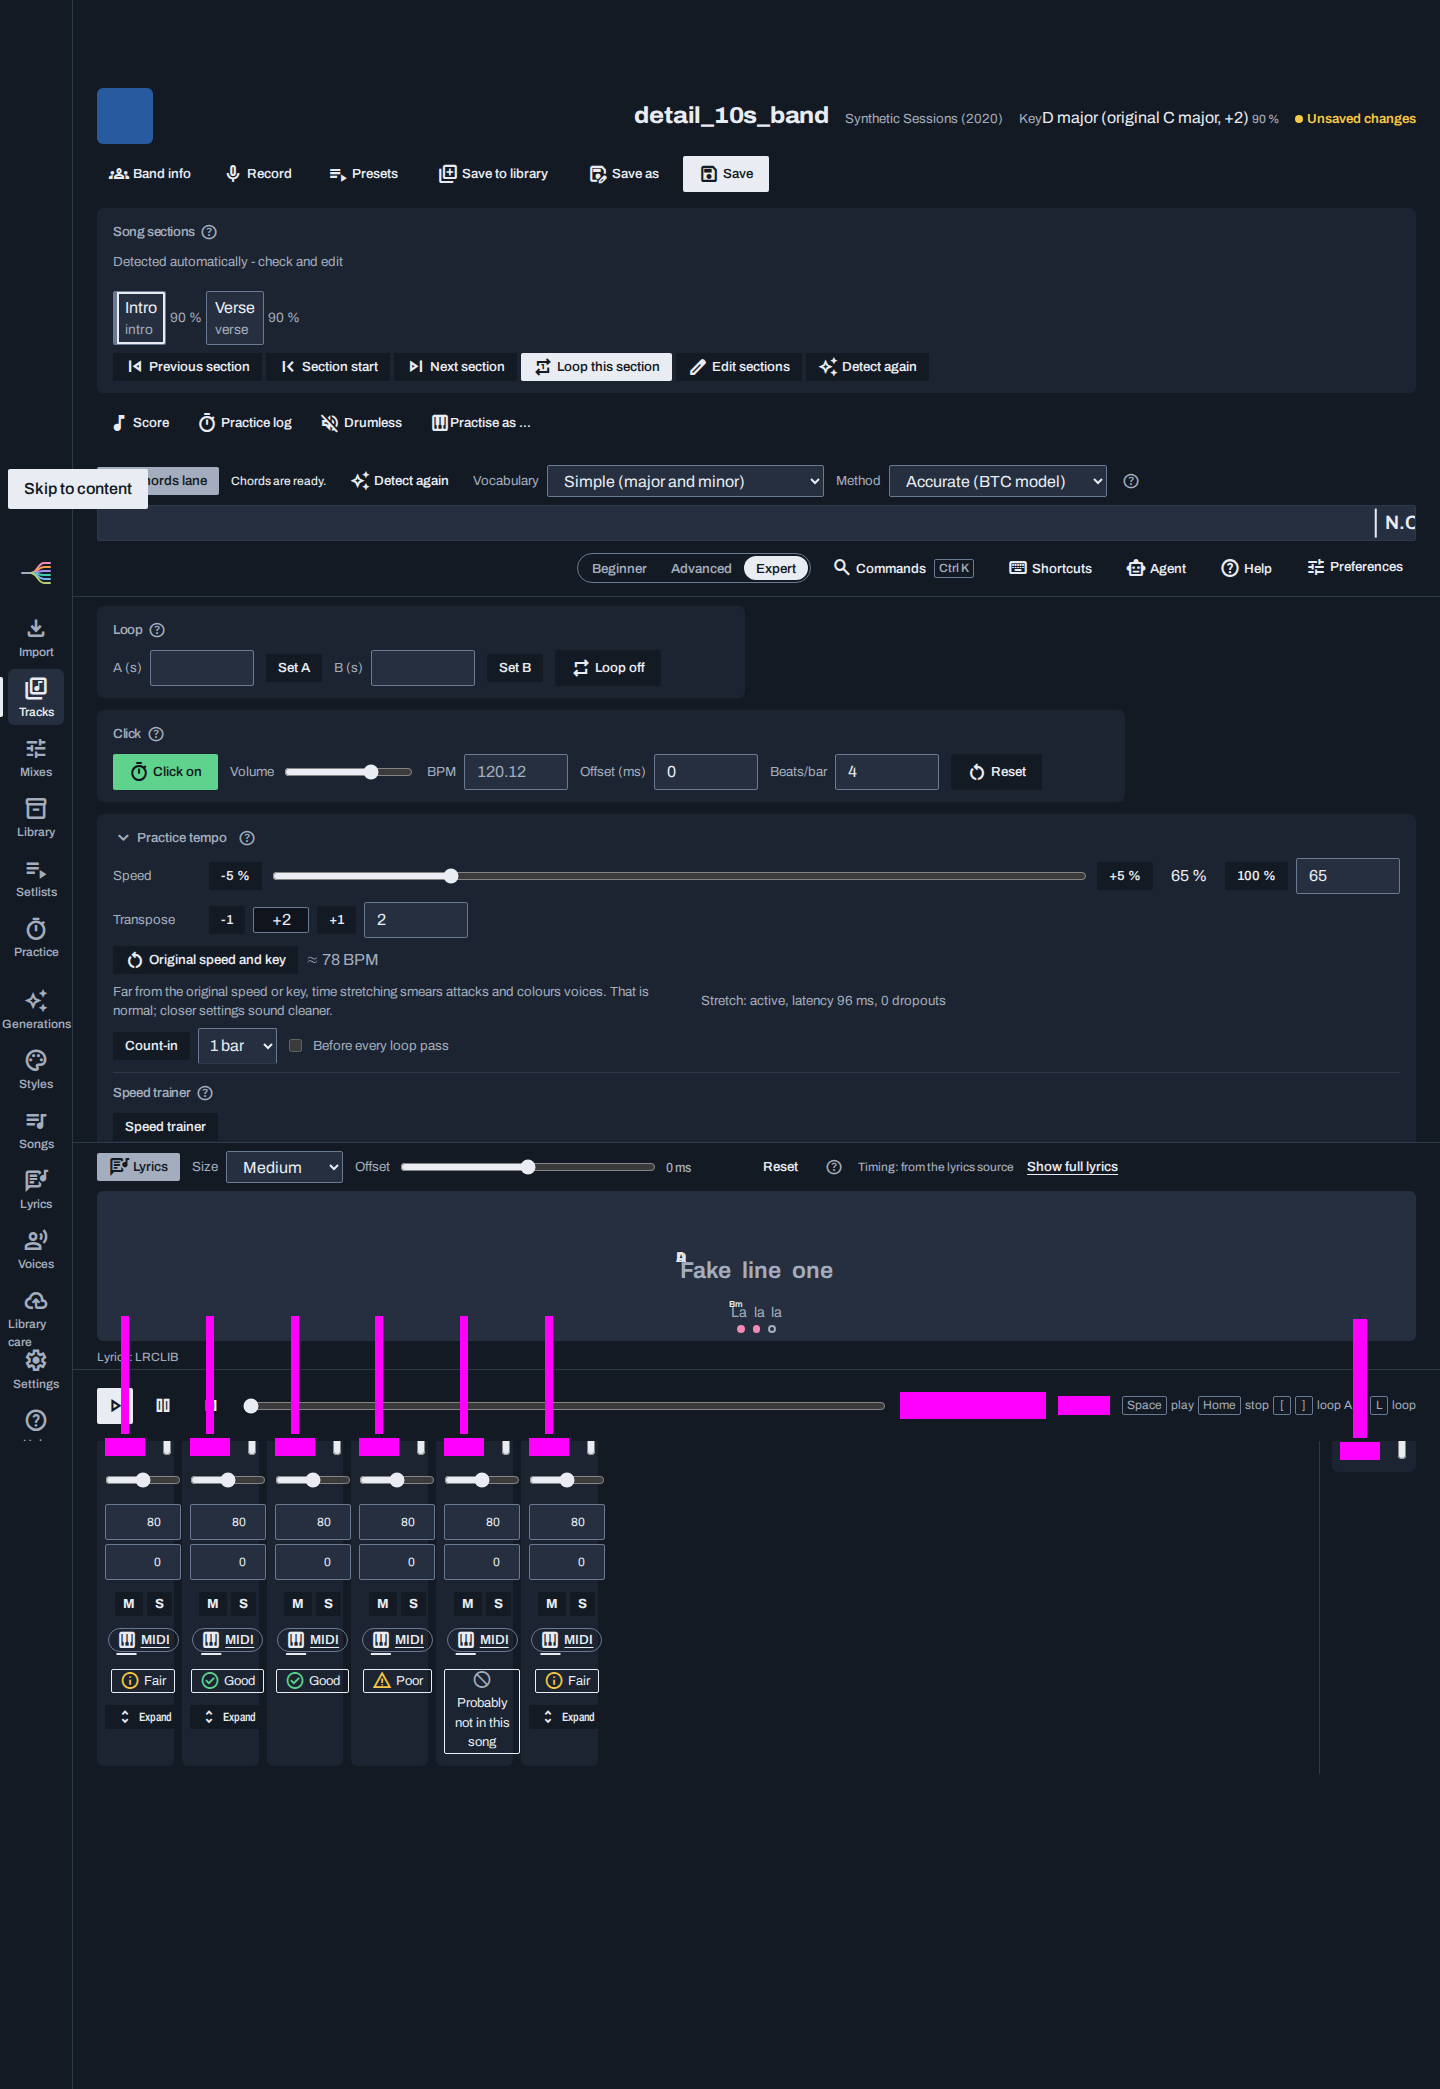 detail_10s_band Synthetic Sessions (2020) Key D major (original C major, +2) 90 % Unsaved changes
Band info Record Presets Save to library Save as Save
Song sections
Detected automatically - check and edit
Intro
intro
90 %
Verse
verse
90 %
Previous section Section start Next section Loop this section Edit sections Detect again
Score Practice log Drumless Practise as ...
Skip to content
Chords are ready. Detect again Vocabulary Simple (major and minor) Method Accurate (BTC model)
Beginner Advanced Expert Commands Ctrl K Shortcuts Agent Help Preferences
Import
Tracks
Mixes
Library
Setlists
Practice
Generations
Styles
Songs
Lyrics
Voices
Library
care
Settings
Loop
A (s) Set A B (s) Set B Loop off
Click
Click on Volume BPM 120.12 Offset (ms) 0 Beats/bar 4 Reset
Practice tempo
Speed -5 % +5 % 65 % 100 % 65
Transpose -1 +2 +1 2
Original speed and key ≈ 78 BPM
Far from the original speed or key, time stretching smears attacks and colours voices. That is
normal; closer settings sound cleaner.
Stretch: active, latency 96 ms, 0 dropouts
Count-in 1 bar Before every loop pass
Speed trainer
Speed trainer
Lyrics Size Medium Offset 0 ms Reset Timing: from the lyrics source Show full lyrics
Fake line one
Bm
La la la
LRCLIB
Space play Home stop [ ] loop A L loop
80 80 80 80 80 80
0 0 0 0 0 0
M S M S M S M S M S M S
MIDI MIDI MIDI MIDI MIDI MIDI
Fair Good Good Poor Probably not in this song Fair
Expand Expand Expand